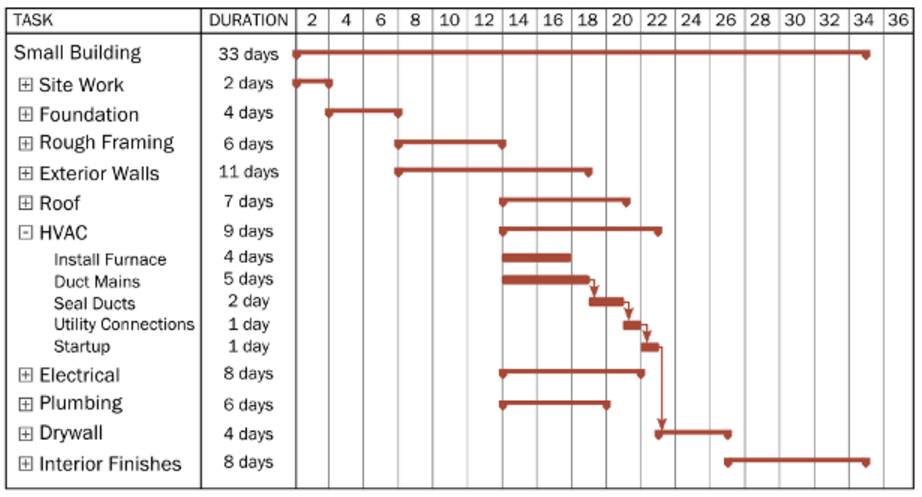 TASK DURATION 2 4 6 8 10 12 14 16 18 20 22 24 26 28 30 32 34 36
Small Building 33 days
Site Work 2 days
Foundation 4 days
Rough Framing 6 days
Exterior Walls 11 days
Roof 7 days
HVAC 9 days
Install Furnace 4 days
Duct Mains 5 days
Seal Ducts 2 day
Utility Connections 1 day
Startup 1 day
Electrical 8 days
Plumbing 6 days
Drywall 4 days
Interior Finishes 8 days